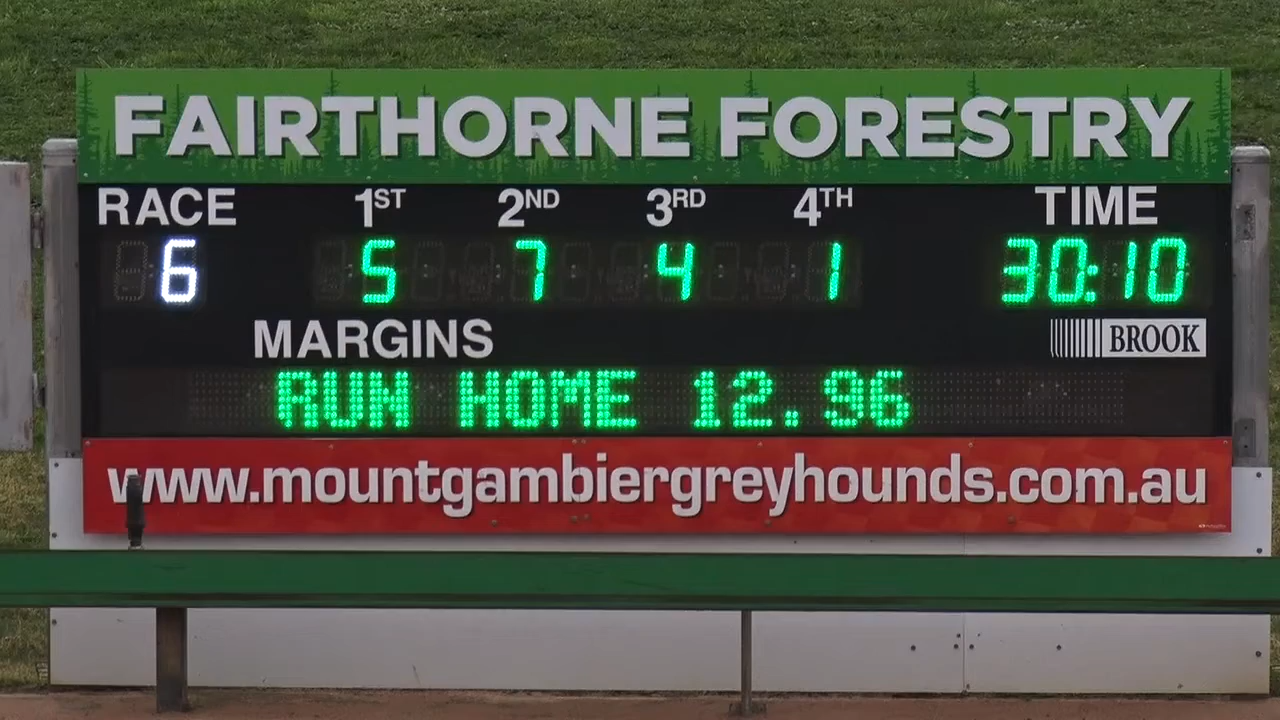 FAIRTHORNE FORESTRY
RACE 1ST 2ND 3RD 4TH TIME
6 5 7 4 1 30:10
MARGINS BROOK
RUN HOME 12.96
www.mountgambiergreyhounds.com.au